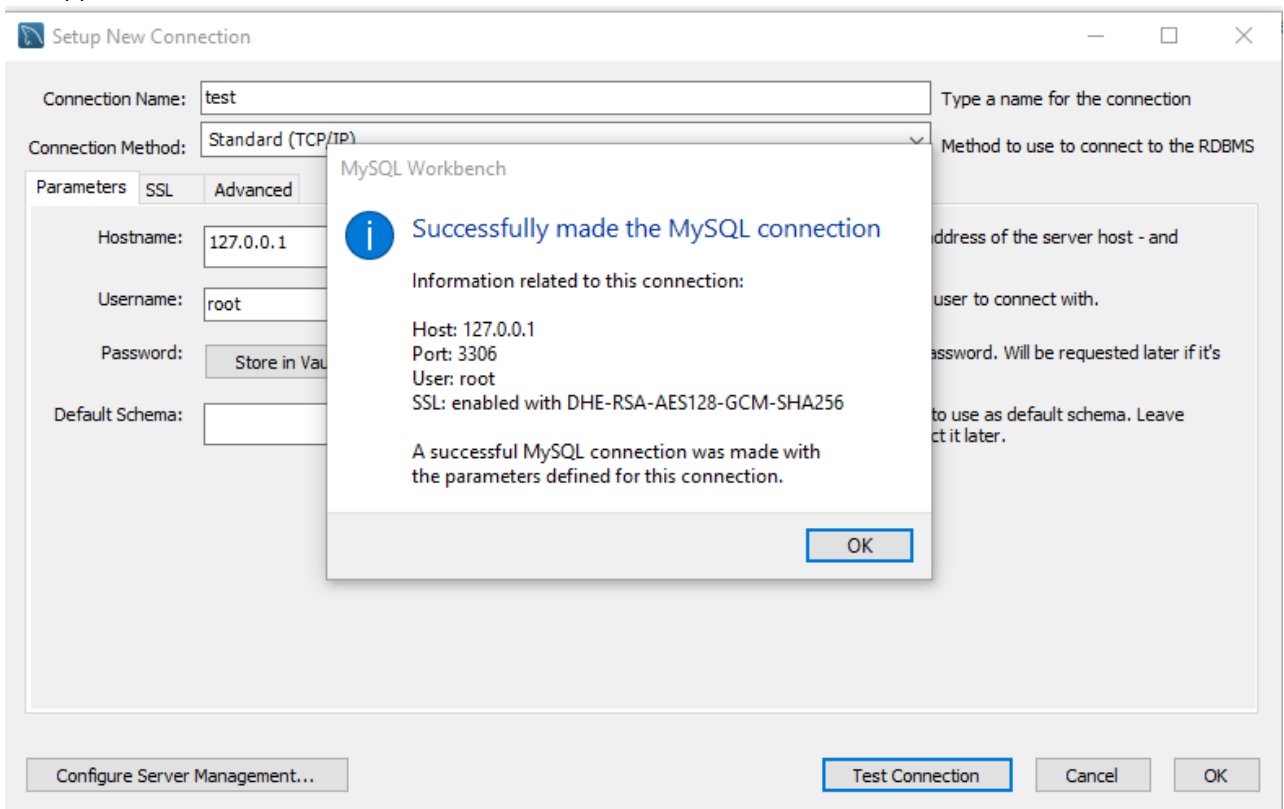 Setup New Connection
Connection Name: test Type a name for the connection
Connection Method: Standard (TCP/IP) Method to use to connect to the RDBMS
Parameters SSL Advanced
Hostname: 127.0.0.1 address of the server host - and
Username: root user to connect with.
Password: Store in Will be requested later if it's
Default Schema: to use as default schema. Leave
it later.
MySQL Workbench
Successfully made the MySQL connection
Information related to this connection:
Host: 127.0.0.1
Port: 3306
User: root
SSL: enabled with DHE-RSA-AES128-GCM-SHA256
A successful MySQL connection was made with
the parameters defined for this connection.
OK
Configure Server Management... Test Connection Cancel OK